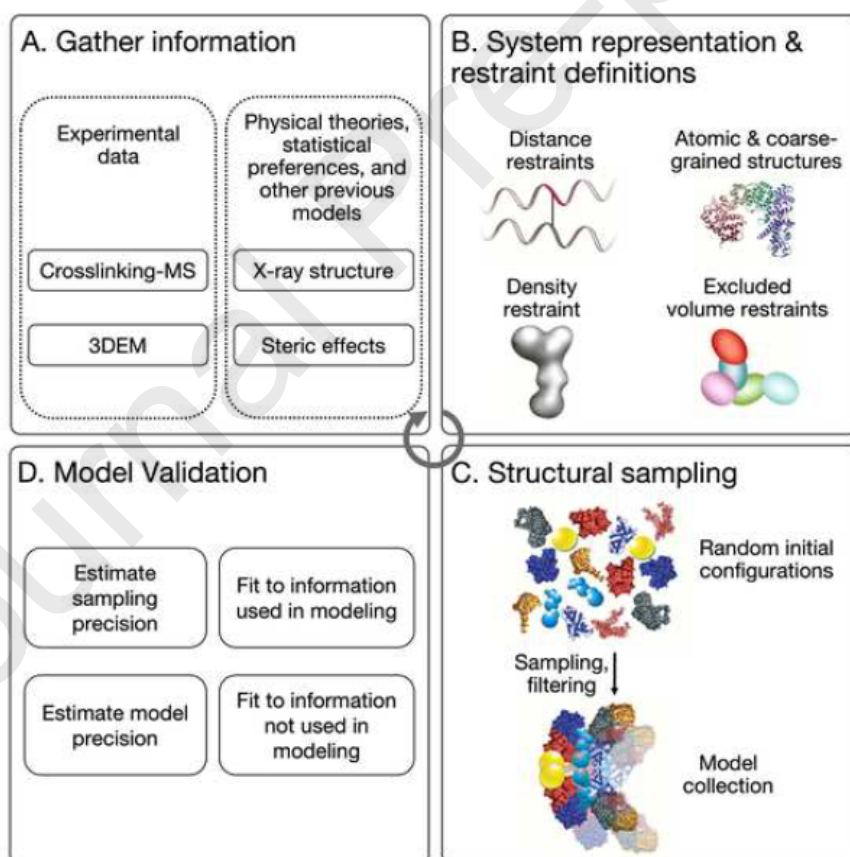 A. Gather information
Experimental
data
Crosslinking-MS
3DEM
Physical theories,
statistical
preferences, and
other previous
models
X-ray structure
Steric effects
B. System representation &
restraint definitions
Distance
restraints
Atomic & coarse-
grained structures
Density
restraint
Excluded
volume restraints
D. Model Validation
Estimate
sampling
precision
Fit to information
used in modeling
Estimate model
precision
Fit to information
not used in
modeling
C. Structural sampling
Random initial
configurations
Sampling,
filtering
Model
collection
Journal Pre-p